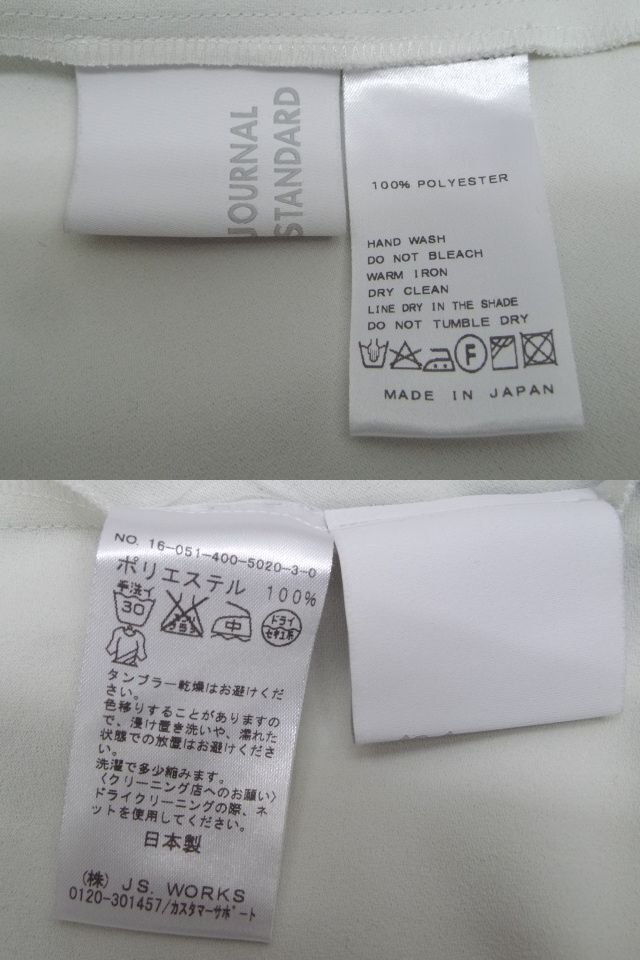 JOURNAL
STANDARD
100% POLYESTER
HAND WASH
DO NOT BLEACH
WARM IRON
DRY CLEAN
LINE DRY IN THE SHADE
DO NOT TUMBLE DRY
F
MADE IN JAPAN
NO. 16-051-400-5020-3-0
ポリエステル 100%
手洗イ
30
中
ドライ
セキユ系
タンブラー乾燥はお避けくださ
い。
色移りすることがありますの
で、浸け置き洗いや、濡れた
状態での放置はお避けくださ
い。
洗濯で多少縮みます。
〈クリーニング店へのお願い〉
ドライクリーニングの際、ネ
ットを使用してください。
日本製
(株) JS. WORKS
0120-301457/カスタマーサポート